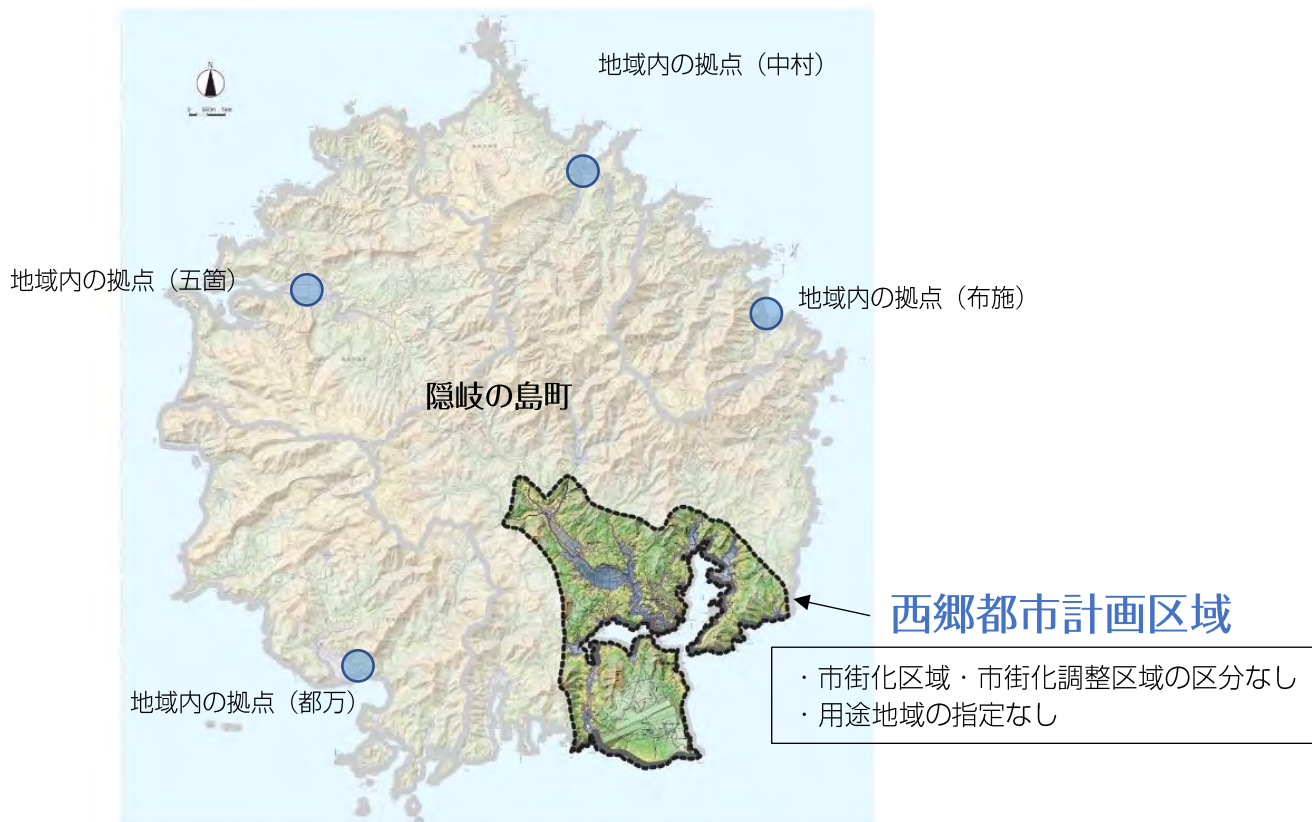 地域内の拠点（中村）
N
0 500m 1km
地域内の拠点（五箇）
地域内の拠点（布施）
隠岐の島町
西郷都市計画区域
・市街化区域・市街化調整区域の区分なし
・用途地域の指定なし
地域内の拠点（都万）